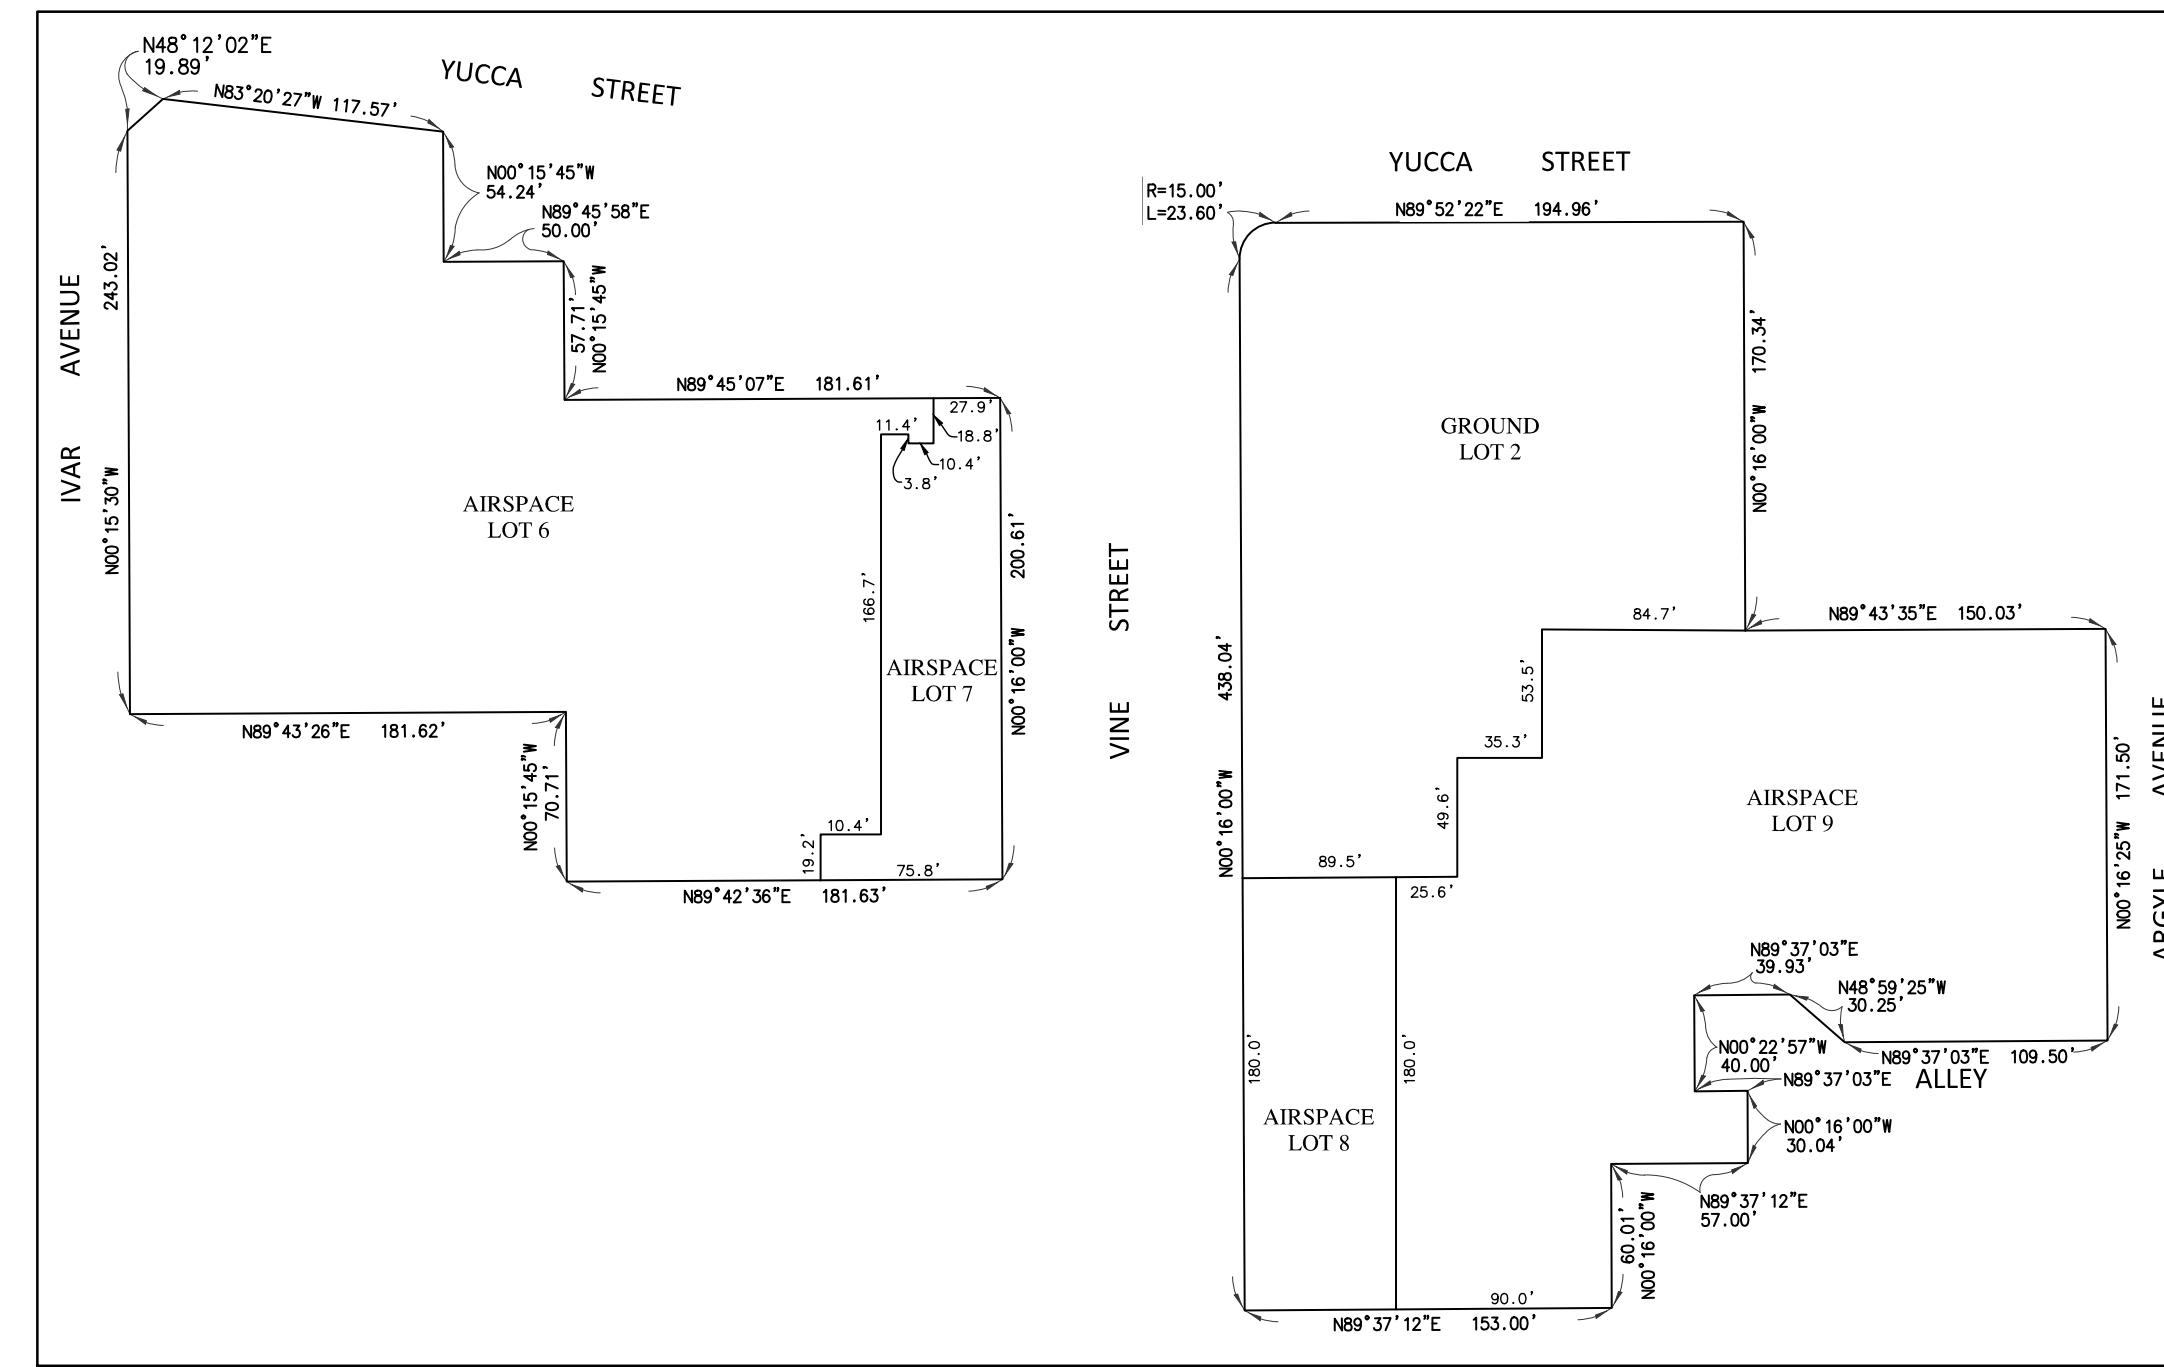 N48°12'02"E
19.89'
N83°20'27"W 117.57'
YUCCA STREET
N00°15'45"W
54.24'
N89°45'58"E
50.00'
57.71'
N00°15'45"W
243.02'
N00°15'30"W
IVAR AVENUE
N89°45'07"E 181.61'
27.9'
11.4'
18.8'
10.4'
3.8'
AIRSPACE
LOT 6
166.7'
200.61'
N00°16'00"W
AIRSPACE
LOT 7
N89°43'26"E 181.62'
N00°15'45"W
70.71'
10.4'
19.2'
75.8'
N89°42'36"E 181.63'
VINE STREET
YUCCA STREET
R=15.00'
L=23.60'
N89°52'22"E 194.96'
170.34'
N00°16'00"W
GROUND
LOT 2
438.04'
N00°16'00"W
84.7'
N89°43'35"E 150.03'
53.5'
35.3'
49.6'
89.5'
25.6'
AIRSPACE
LOT 9
N00°16'25"W 171.50'
ARGYLE AVENUE
N89°37'03"E
39.93'
N48°59'25"W
30.25'
N00°22'57"W
40.00'
N89°37'03"E 109.50'
N89°37'03"E
ALLEY
180.0'
180.0'
AIRSPACE
LOT 8
N00°16'00"W
30.04'
N89°37'12"E
57.00'
60.01'
N00°16'00"W
90.0'
N89°37'12"E 153.00'